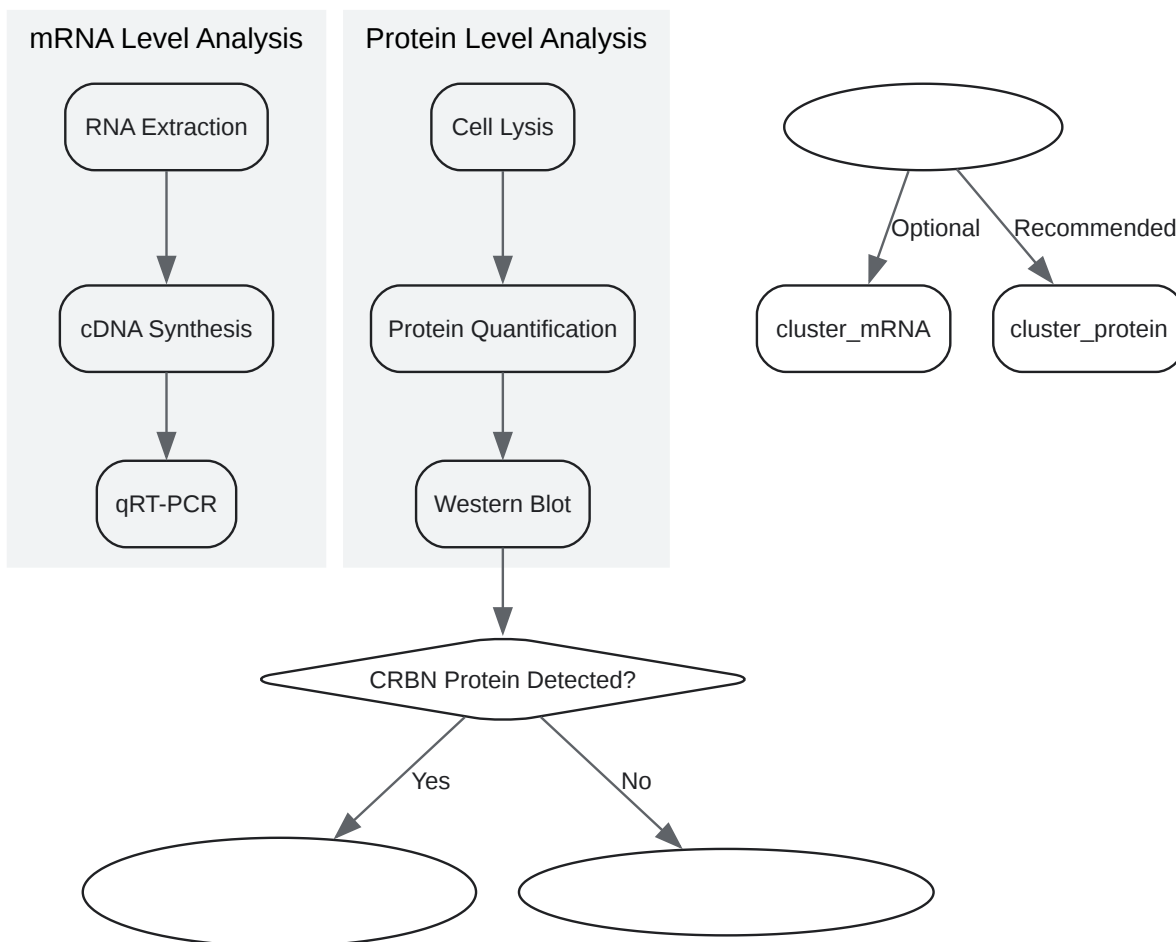 mRNA Level Analysis
Protein Level Analysis
RNA Extraction
Cell Lysis
Optional
Recommended
cDNA Synthesis
Protein Quantification
cluster_mRNA
cluster_protein
qRT-PCR
Western Blot
CRBN Protein Detected?
Yes
No